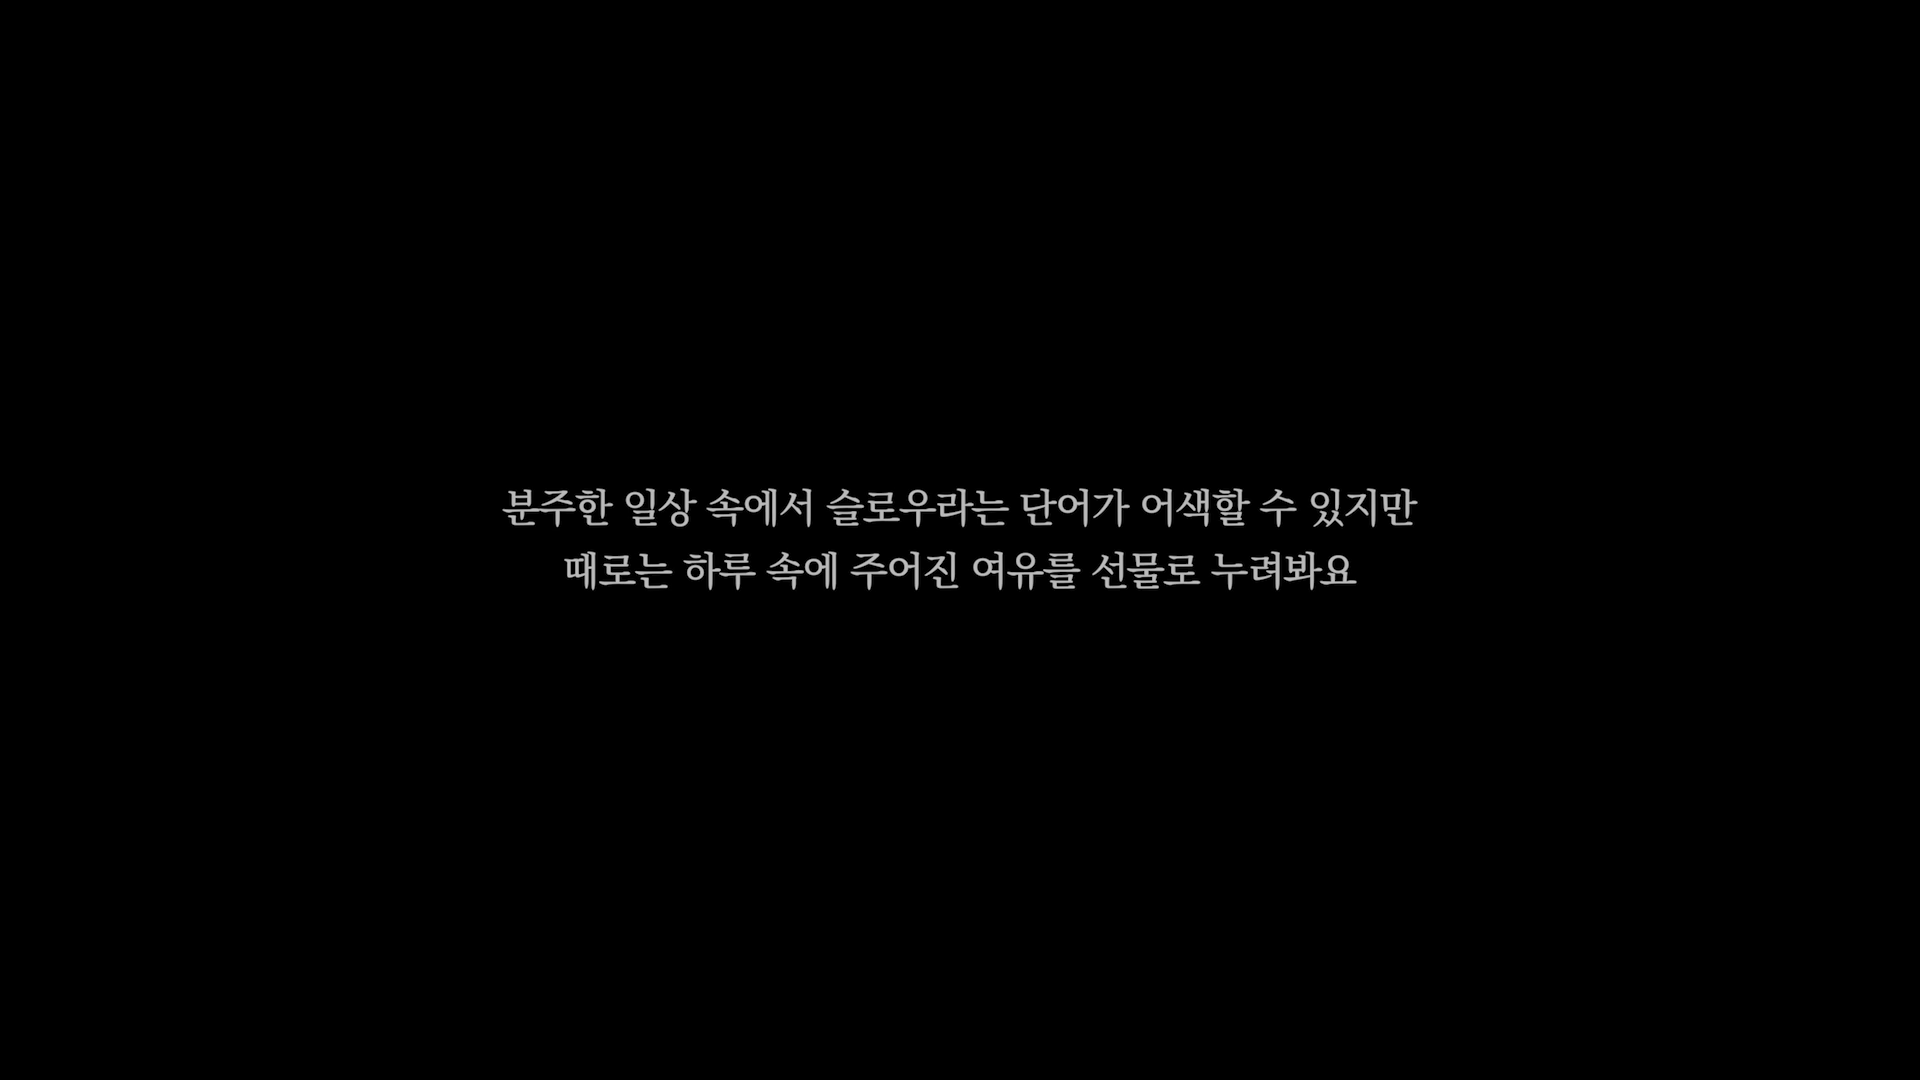 분주한 일상 속에서 슬로우라는 단어가 어색할 수 있지만
때로는 하루 속에 주어진 여유를 선물로 누려봐요